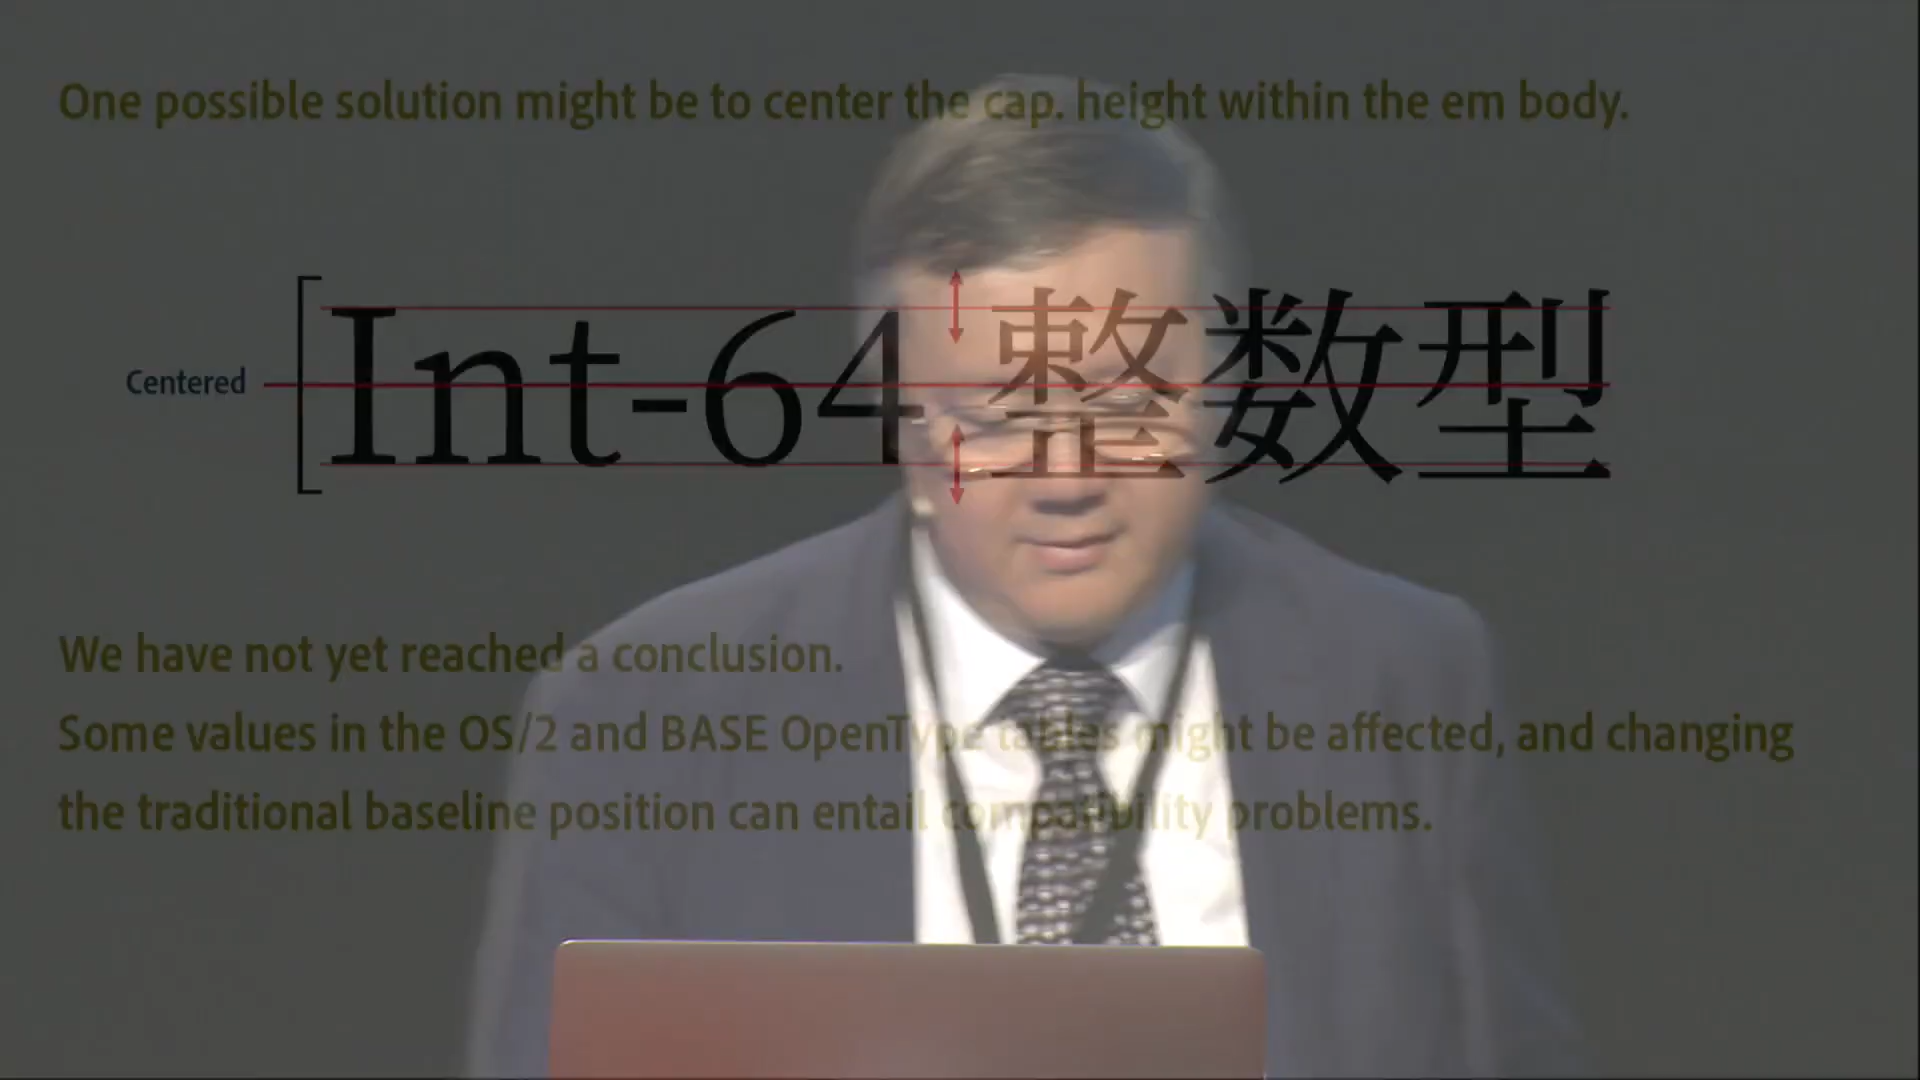 One possible solution might be to center the cap. height within the em body.
Centered
Int-64 整数型
We have not yet reached a conclusion.
Some values in the OS/2 and BASE OpenType tables might be affected, and changing
the traditional baseline position can entail compatibility problems.